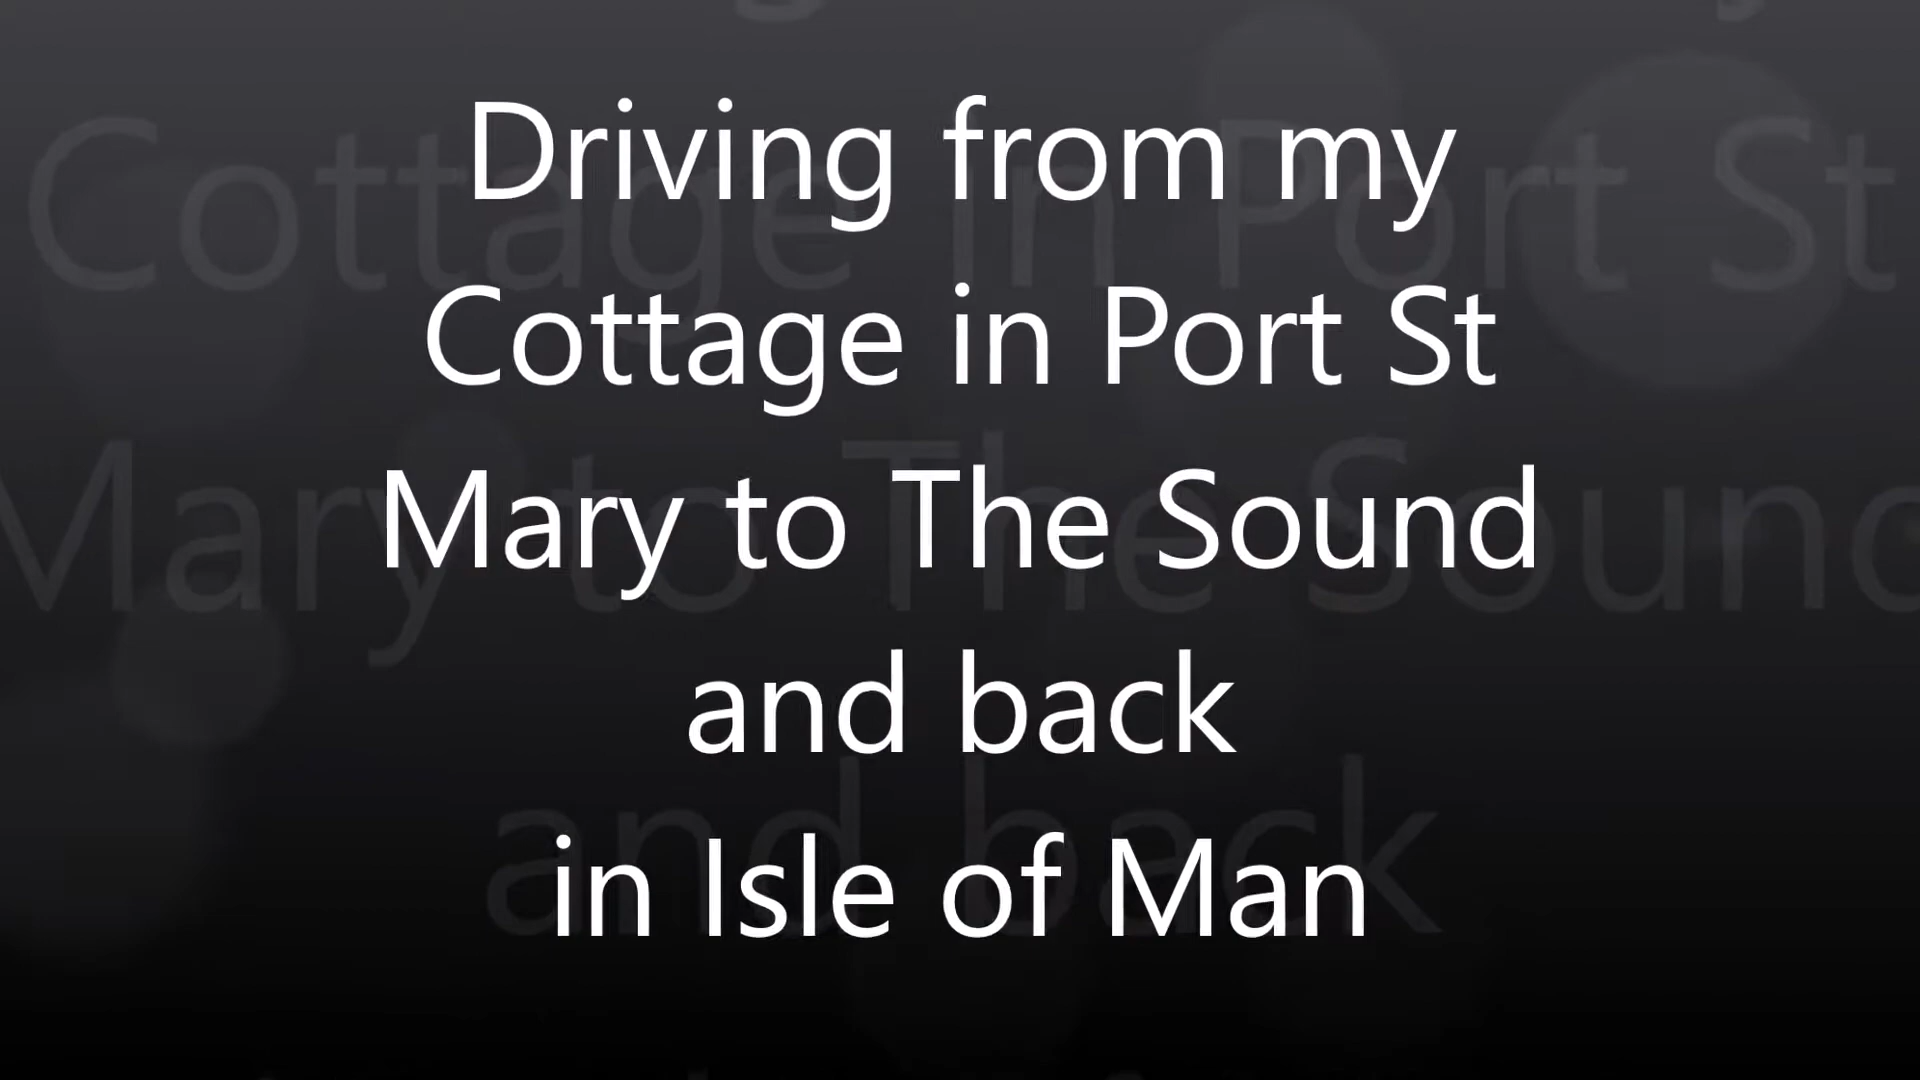 Driving from my
Cottage in Port St
Mary to The Sound
and back
in Isle of Man